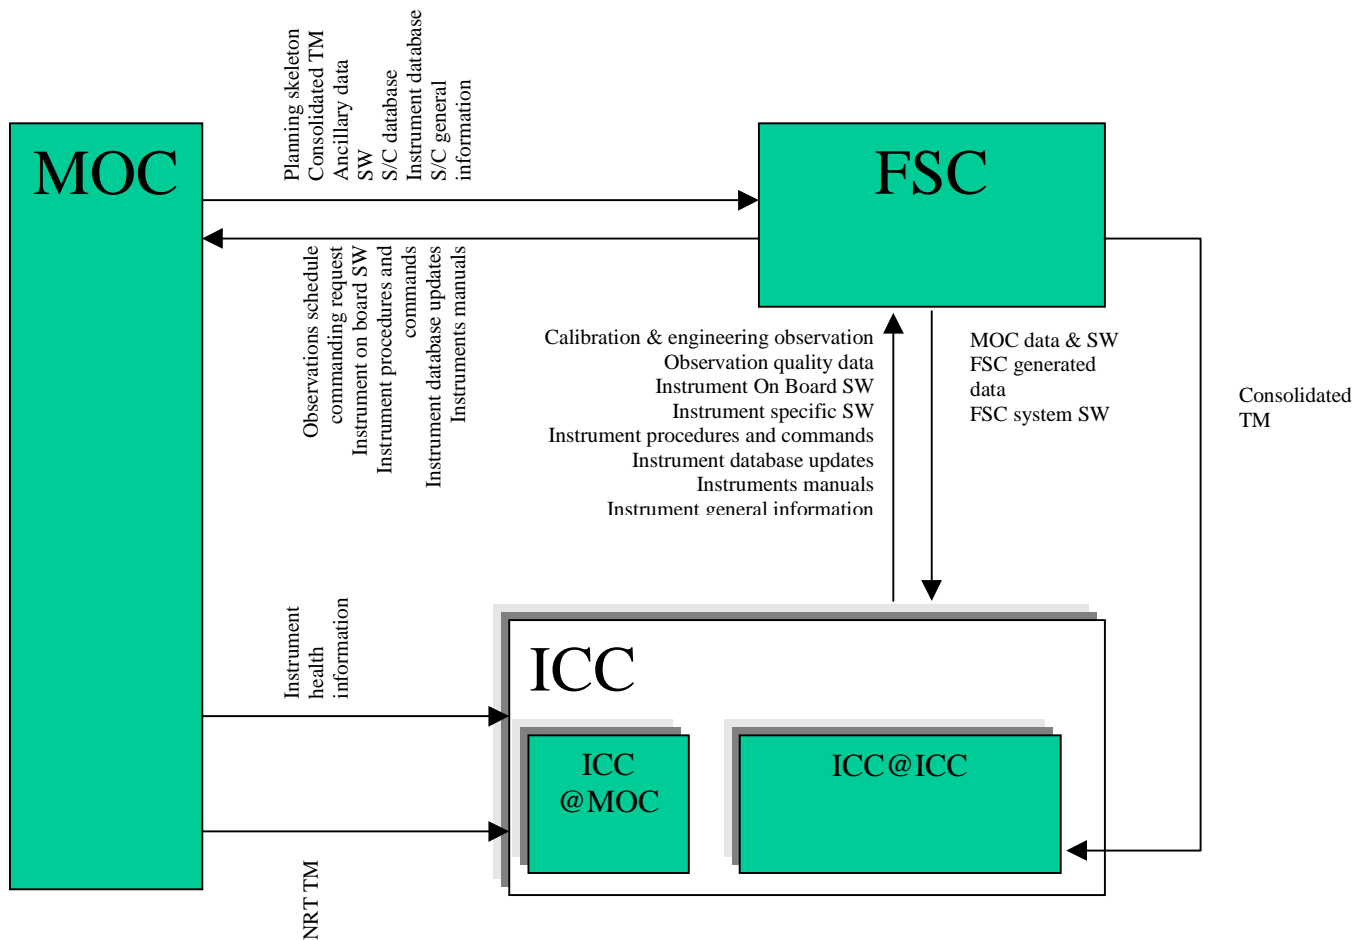 Planning skeleton
Consolidated TM
Ancillary data
SW
S/C database
Instrument database
S/C general
information
MOC
FSC
Observations schedule
commanding request
Instrument on board SW
Instrument procedures and
commands
Instrument database updates
Instruments manuals
Calibration & engineering observation
Observation quality data
Instrument On Board SW
Instrument specific SW
Instrument procedures and commands
Instrument database updates
Instruments manuals
Instrument general information
MOC data & SW
FSC generated
data
FSC system SW
Consolidated
TM
Instrument
health
information
ICC
ICC
@MOC
ICC@ICC
NRT TM